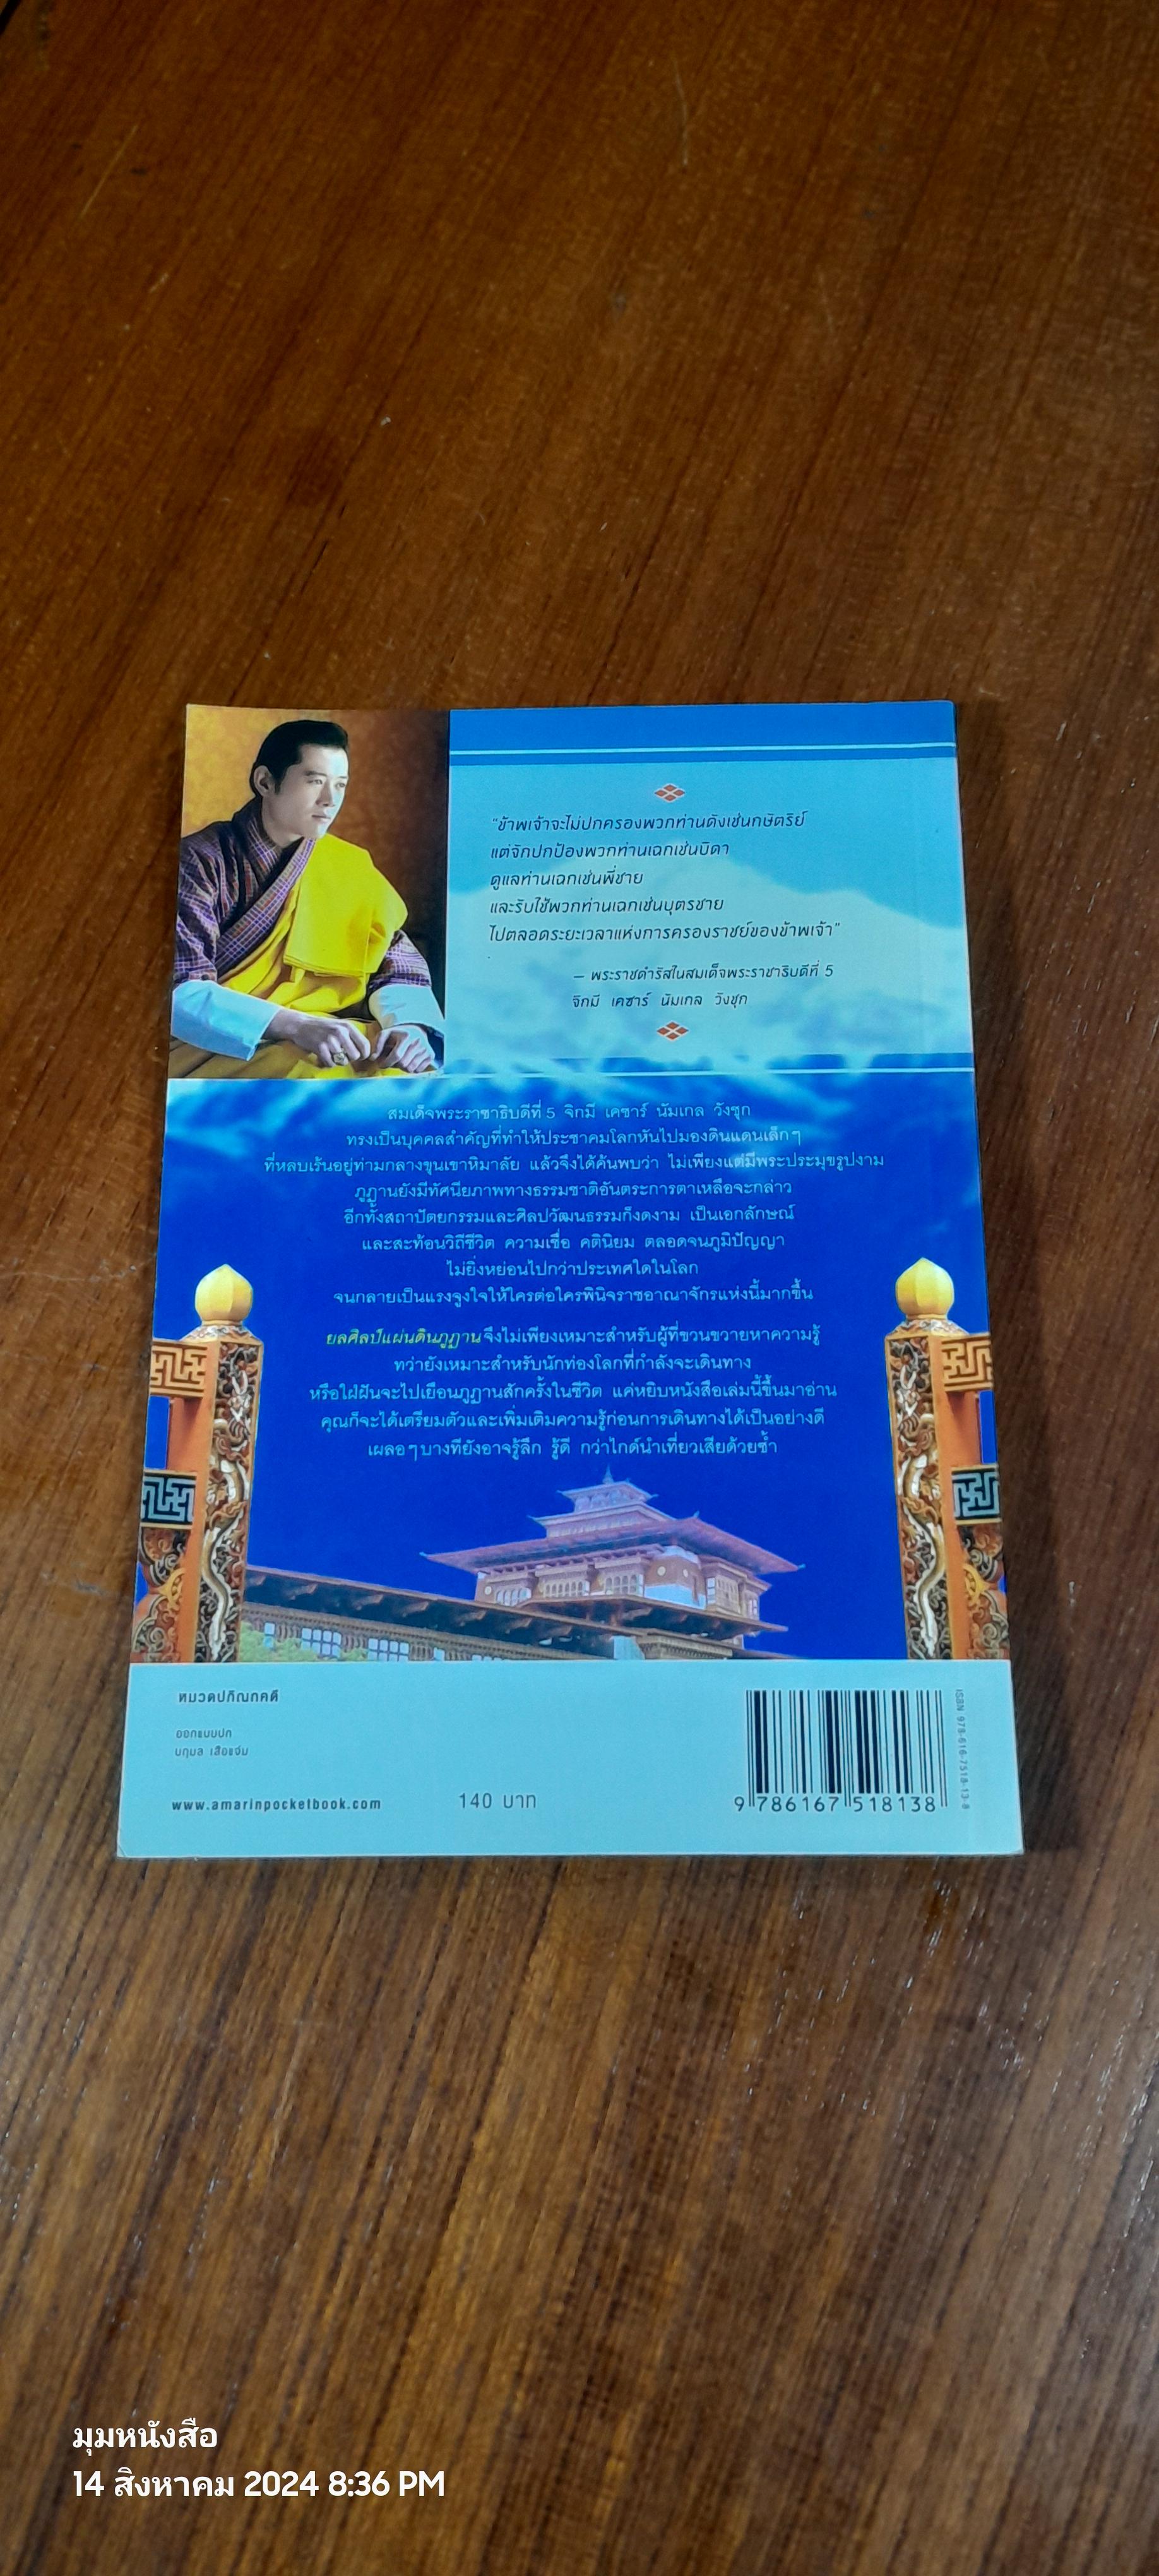 "ข้าพเจ้าจะไม่ปกครองพวกท่านดังเช่นกษัตริย์
แต่จักปกป้องพวกท่านเฉกเช่นบิดา
ดูแลท่านเฉกเช่นพี่ชาย
และรับใช้พวกท่านเฉกเช่นบุตรชาย
ไปตลอดระยะเวลาแห่งการครองราชย์ของข้าพเจ้า"
– พระราชดำรัสในสมเด็จพระราชาธิบดีที่ 5
จิกมี เคซาร์ นัมเกล วังชุก
สมเด็จพระราชาธิบดีที่ 5 จิกมี เคซาร์ นัมเกล วังชุก
ทรงเป็นบุคคลสำคัญที่ทำให้ประชาคมโลกหันไปมองดินแดนเล็กๆ
ที่หลบเร้นอยู่ท่ามกลางขุนเขาหิมาลัย แล้วจึงได้ค้นพบว่า ไม่เพียงแต่มีพระประมุขรูปงาม
ภูฏานยังมีทัศนียภาพทางธรรมชาติอันตระการตาเหลือจะกล่าว
อีกทั้งสถาปัตยกรรมและศิลปวัฒนธรรมก็งดงาม เป็นเอกลักษณ์
และสะท้อนวิถีชีวิต ความเชื่อ คตินิยม ตลอดจนภูมิปัญญา
ไม่ยิ่งหย่อนไปกว่าประเทศใดในโลก
จนกลายเป็นแรงจูงใจให้ใครต่อใครพินิจราชอาณาจักรแห่งนี้มากขึ้น
ยลศิลป์แผ่นดินภูฏาน จึงไม่เพียงเหมาะสำหรับผู้ที่ขวนขวายหาความรู้
ทว่ายังเหมาะสำหรับนักท่องโลกที่กำลังจะเดินทาง
หรือใฝ่ฝันจะไปเยือนภูฏานสักครั้งในชีวิต แค่หยิบหนังสือเล่มนี้ขึ้นมาอ่าน
คุณก็จะได้เตรียมตัวและเพิ่มเติมความรู้ก่อนการเดินทางได้เป็นอย่างดี
เผลอๆ บางทียังอาจรู้ลึก รู้ดี กว่าไกด์นำเที่ยวเสียด้วยซ้ำ
หมวดปกิณกคดี
ออกแบบปก
นฤมล เสือแจ่ม
www.amarinpocketbook.com
140 บาท
9 786167 518138
ISBN 978-616-7518-13-8
มุมหนังสือ
14 สิงหาคม 2024 8:36 PM